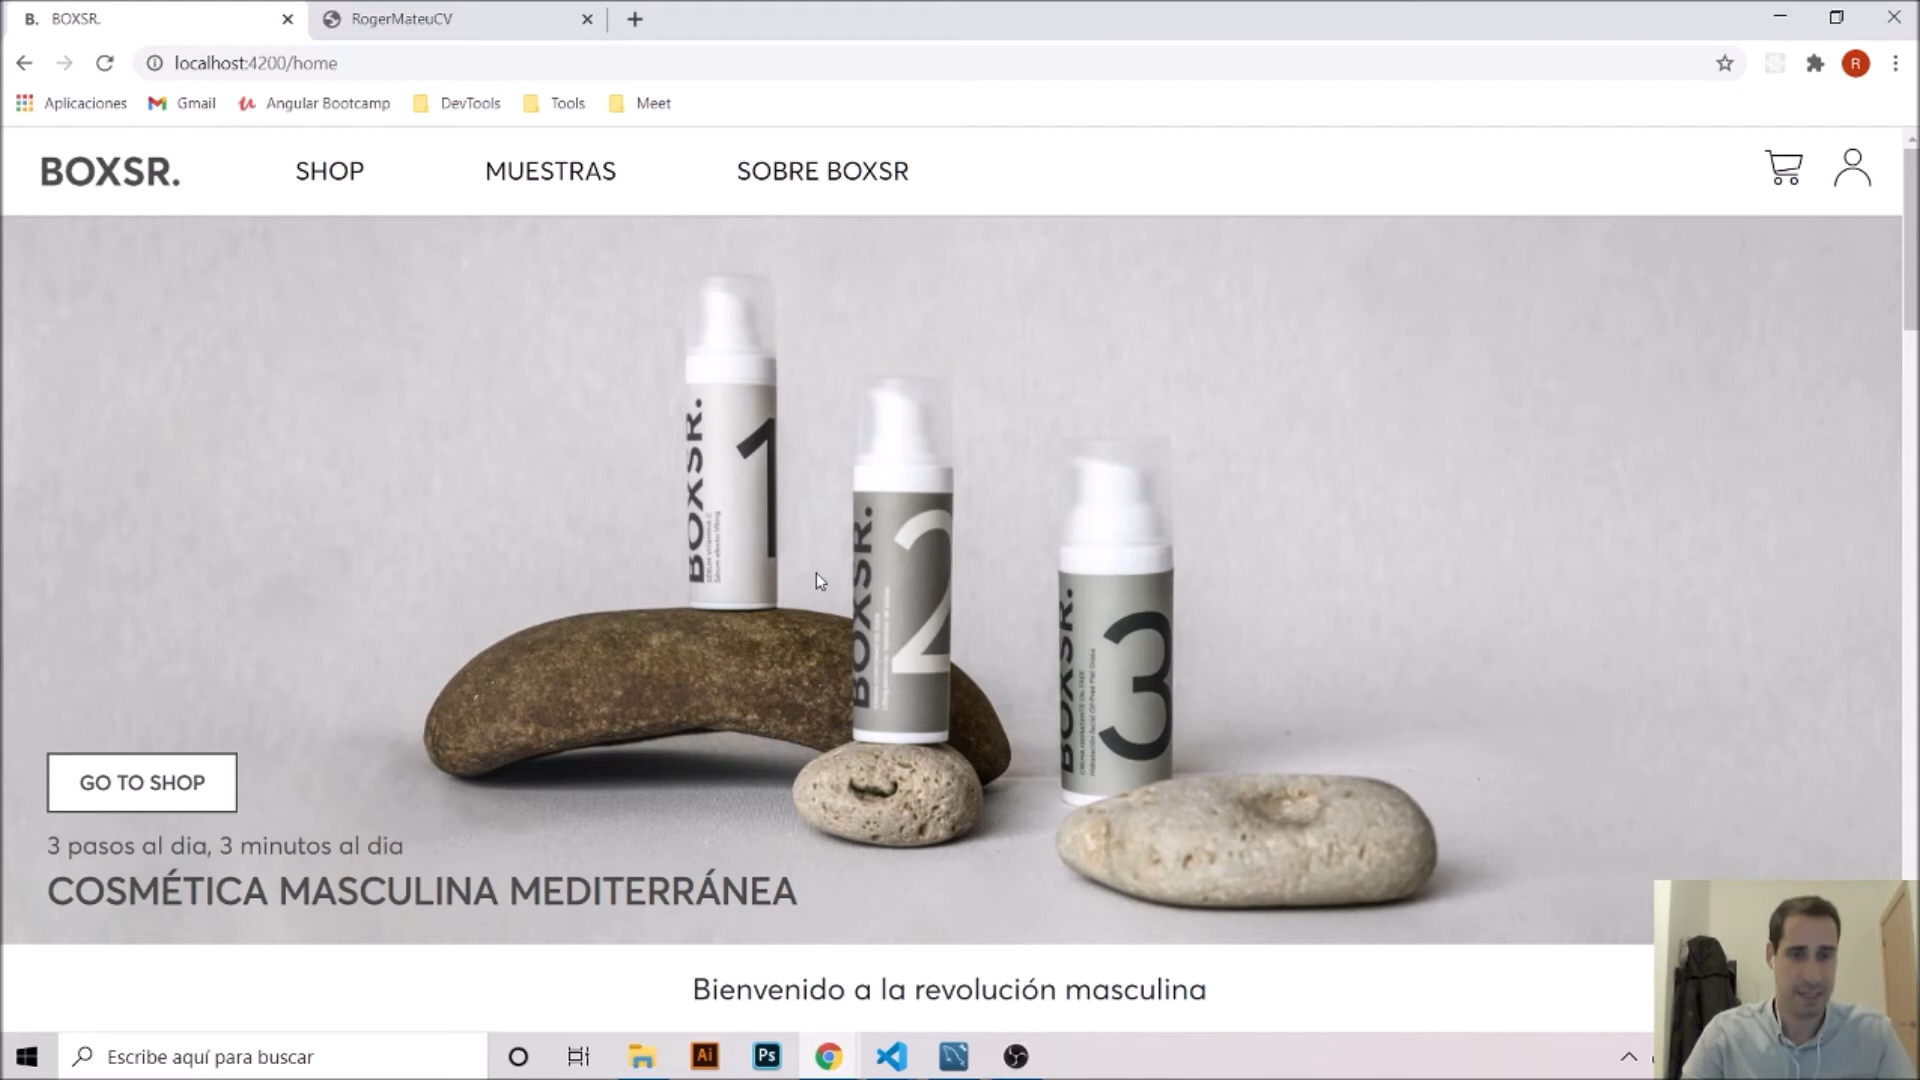 B. BOXSR.
RogerMateuCV
localhost:4200/home
R
Aplicaciones
Gmail
Angular Bootcamp
DevTools
Tools
Meet
BOXSR.
SHOP
MUESTRAS
SOBRE BOXSR
BOXSR.
1
BOXSR.
2
BOXSR.
3
GO TO SHOP
3 pasos al dia, 3 minutos al dia
COSMÉTICA MASCULINA MEDITERRÁNEA
Bienvenido a la revolución masculina
Escribe aquí para buscar
Ai
Ps